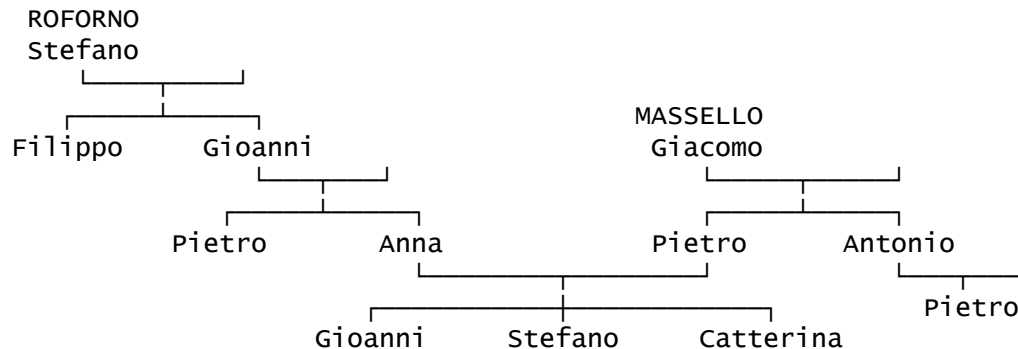 ROFORNO
Stefano
MASSELLO
Filippo Gioanni Giacomo
Pietro Anna Pietro Antonio
Pietro
Gioanni Stefano Catterina